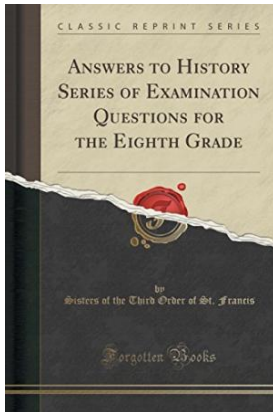 CLASSIC REPRINT SERIES
ANSWERS TO HISTORY
SERIES OF EXAMINATION
QUESTIONS FOR
THE EIGHTH GRADE
by
Sisters of the Third Order of St. Francis
Forgotten Books